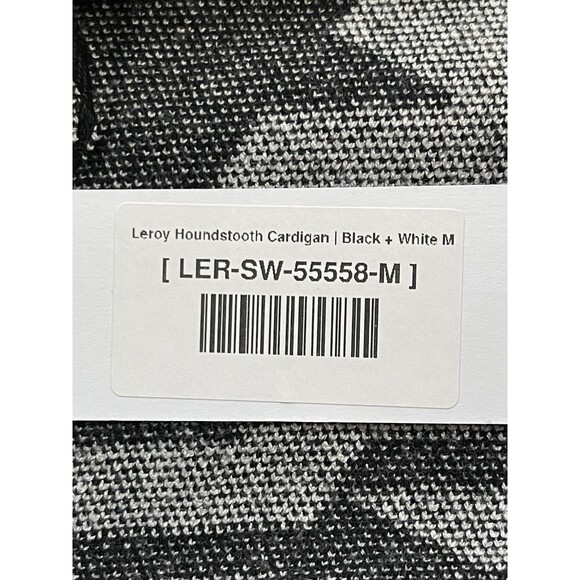 Leroy Houndstooth Cardigan | Black + White M
[ LER-SW-55558-M ]